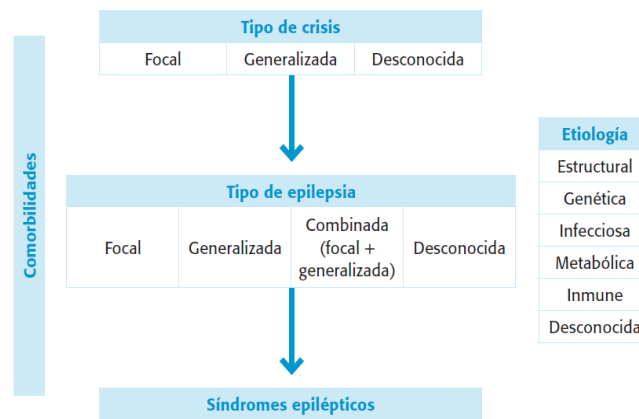 Tipo de crisis
Focal
Generalizada
Desconocida
Comorbilidades
Tipo de epilepsia
Focal
Generalizada
Combinada
(focal +
generalizada)
Desconocida
Síndromes epilépticos
Etiología
Estructural
Genética
Infecciosa
Metabólica
Inmune
Desconocida